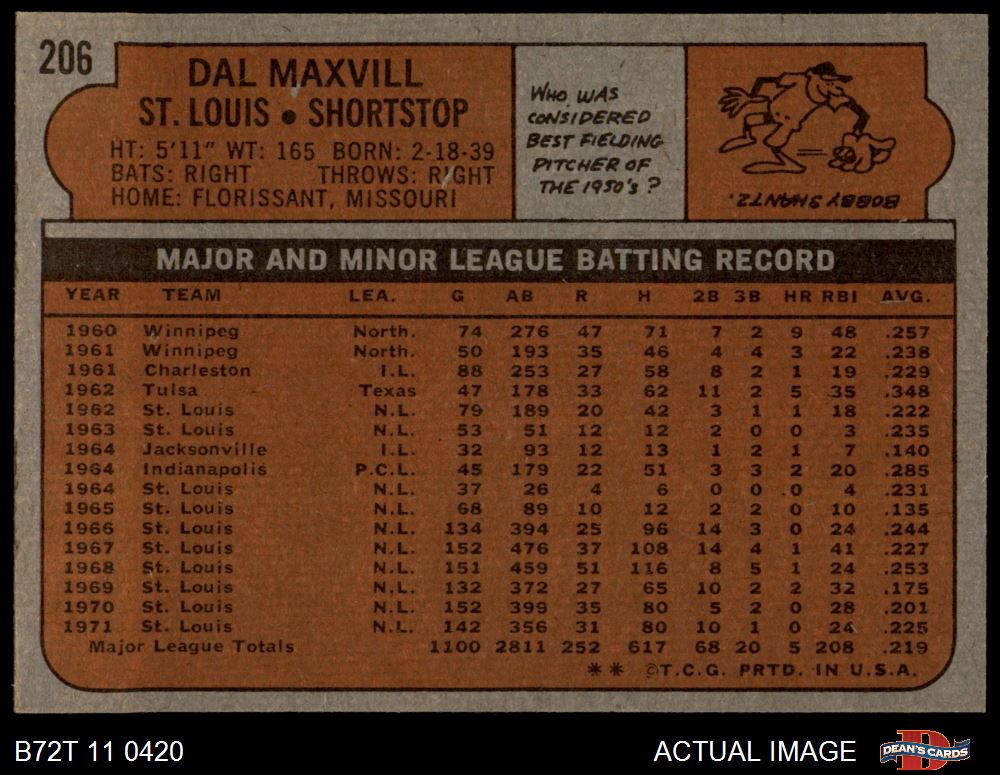 206
DAL MAXVILL
ST. LOUIS • SHORTSTOP
HT: 5'11" WT: 165 BORN: 2-18-39
BATS: RIGHT THROWS: RIGHT
HOME: FLORISSANT, MISSOURI
WHO WAS
CONSIDERED
BEST FIELDING
PITCHER OF
THE 1950's ?
BOBBY SHANTZ.
MAJOR AND MINOR LEAGUE BATTING RECORD
YEAR TEAM LEA. G AB R H 2B 3B HR RBI AVG.
1960 Winnipeg North. 74 276 47 71 7 2 9 48 .257
1961 Winnipeg North. 50 193 35 46 4 4 3 22 .238
1961 Charleston I.L. 88 253 27 58 8 2 1 19 .229
1962 Tulsa Texas 47 178 33 62 11 2 5 35 .348
1962 St. Louis N.L. 79 189 20 42 3 1 1 18 .222
1963 St. Louis N.L. 53 51 12 12 2 0 0 3 .235
1964 Jacksonville I.L. 32 93 12 13 1 2 1 7 .140
1964 Indianapolis P.C.L. 45 179 22 51 3 3 2 20 .285
1964 St. Louis N.L. 37 26 4 6 0 0 0 4 .231
1965 St. Louis N.L. 68 89 10 12 2 2 0 10 .135
1966 St. Louis N.L. 134 394 25 96 14 3 0 24 .244
1967 St. Louis N.L. 152 476 37 108 14 4 1 41 .227
1968 St. Louis N.L. 151 459 51 116 8 5 1 24 .253
1969 St. Louis N.L. 132 372 27 65 10 2 2 32 .175
1970 St. Louis N.L. 152 399 35 80 5 2 0 28 .201
1971 St. Louis N.L. 142 356 31 80 10 1 0 24 .225
Major League Totals 1100 2811 252 617 68 20 5 208 .219
** ©T.C.G. PRTD. IN U.S.A.
B72T 11 0420
ACTUAL IMAGE
DEAN'S CARDS